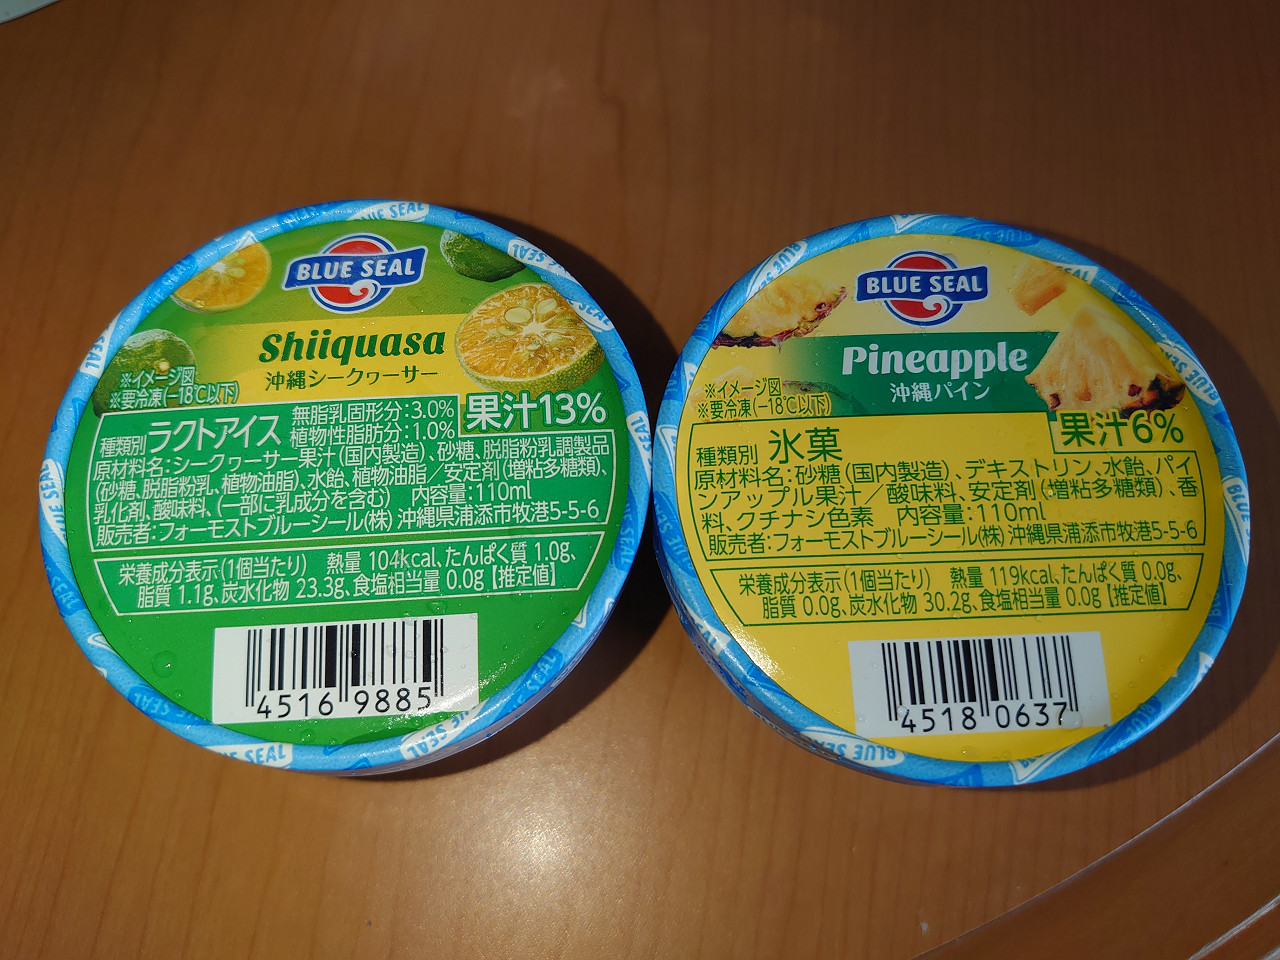 BLUE SEAL
Shiiquasa
沖縄シークヮーサー
※イメージ図
※要冷凍(−18℃以下)
果汁13%
種類別 ラクトアイス 無脂乳固形分:3.0%
植物性脂肪分:1.0%
原材料名:シークヮーサー果汁(国内製造)、砂糖、脱脂粉乳調製品
(砂糖、脱脂粉乳、植物油脂)、水飴、植物油脂/安定剤(増粘多糖類)、
乳化剤、酸味料、(一部に乳成分を含む) 内容量:110ml
販売者:フォーモストブルーシール(株) 沖縄県浦添市牧港5-5-6
栄養成分表示(1個当たり) 熱量 104kcal、たんぱく質 1.0g、
脂質 1.1g、炭水化物 23.3g、食塩相当量 0.0g【推定値】
4516 9885
BLUE SEAL
Pineapple
沖縄パイン
※イメージ図
※要冷凍(−18℃以下)
果汁6%
種類別 氷菓
原材料名:砂糖(国内製造)、デキストリン、水飴、パイ
ンアップル果汁/酸味料、安定剤(増粘多糖類)、香
料、クチナシ色素 内容量:110ml
販売者:フォーモストブルーシール(株) 沖縄県浦添市牧港5-5-6
栄養成分表示(1個当たり) 熱量 119kcal、たんぱく質 0.0g、
脂質 0.0g、炭水化物 30.2g、食塩相当量 0.0g【推定値】
4518 0637